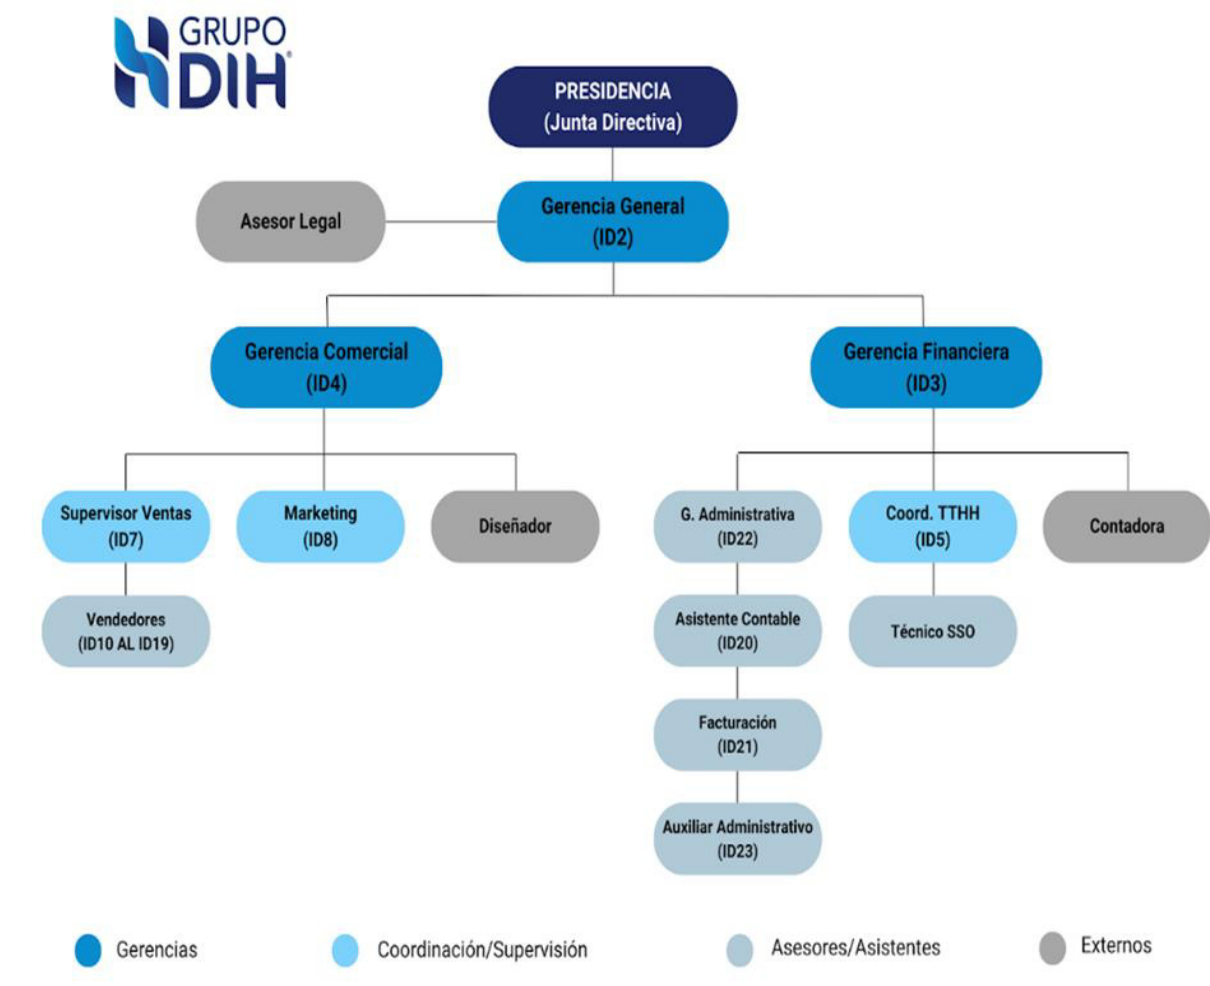 GRUPO
DIH®
PRESIDENCIA
(Junta Directiva)
Asesor Legal
Gerencia General
(ID2)
Gerencia Comercial
(ID4)
Gerencia Financiera
(ID3)
Supervisor Ventas
(ID7)
Marketing
(ID8)
Diseñador
G. Administrativa
(ID22)
Coord. TTHH
(ID5)
Contadora
Vendedores
(ID10 AL ID19)
Asistente Contable
(ID20)
Técnico SSO
Facturación
(ID21)
Auxiliar Administrativo
(ID23)
Gerencias
Coordinación/Supervisión
Asesores/Asistentes
Externos